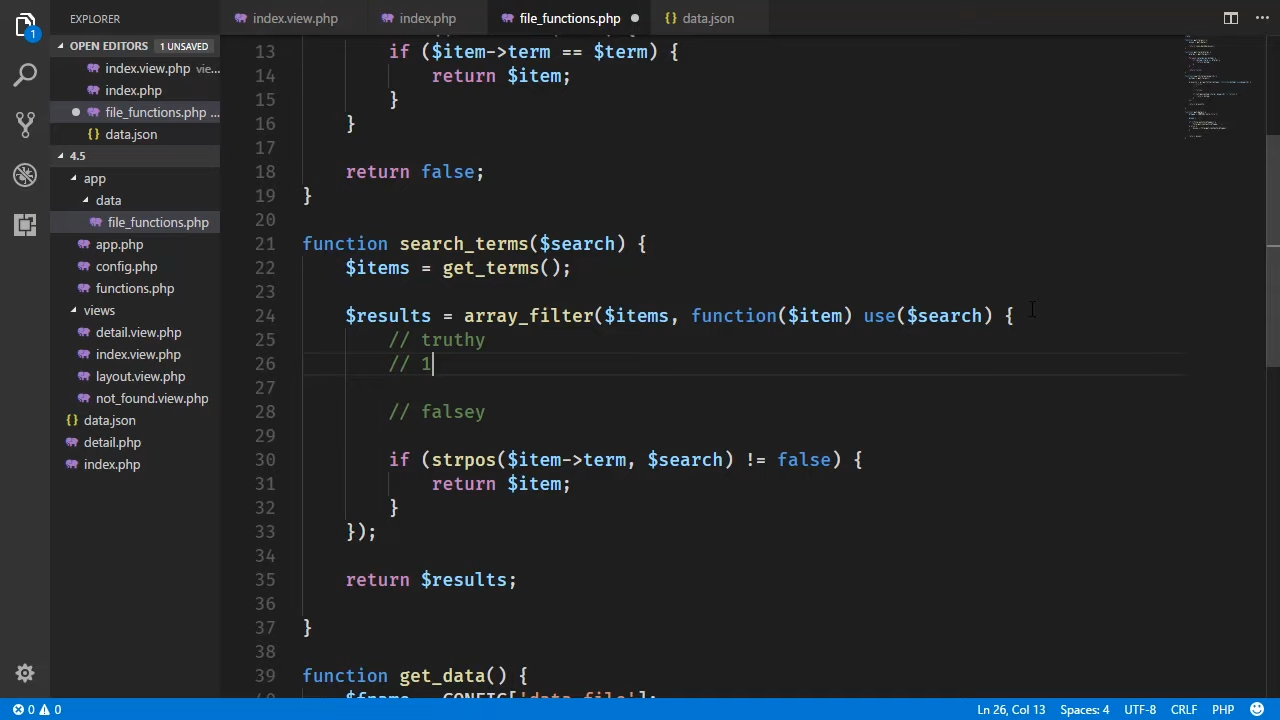 EXPLORER
index.view.php
index.php
file_functions.php
data.json
1
OPEN EDITORS
1 UNSAVED
index.view.php vie...
index.php
file_functions.php ...
data.json
4.5
app
data
file_functions.php
app.php
config.php
functions.php
views
detail.view.php
index.view.php
layout.view.php
not_found.view.php
data.json
detail.php
index.php
13 if ($item->term == $term) {
14 return $item;
15 }
16 }
17
18 return false;
19 }
20
21 function search_terms($search) {
22 $items = get_terms();
23
24 $results = array_filter($items, function($item) use($search) {
25 // truthy
26 // 1
27
28 // falsey
29
30 if (strpos($item->term, $search) != false) {
31 return $item;
32 }
33 });
34
35 return $results;
36
37 }
38
39 function get_data() {
0 0
Ln 26, Col 13
Spaces: 4
UTF-8
CRLF
PHP